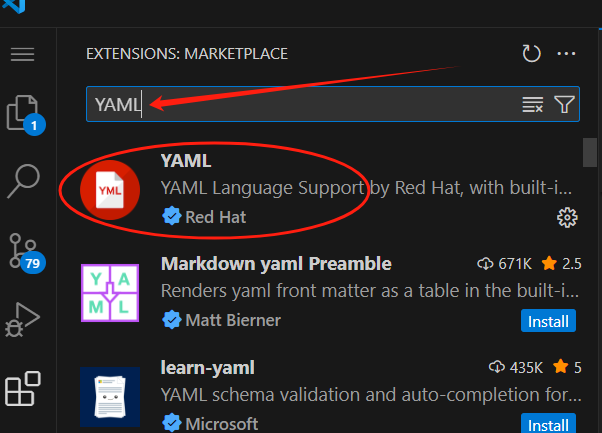 EXTENSIONS: MARKETPLACE
YAML
1
YML
YAML
YAML Language Support by Red Hat, with built-i...
Red Hat
79
YA
ML
Markdown yaml Preamble 671K 2.5
Renders yaml front matter as a table in the built-i...
Matt Bierner Install
learn-yaml 435K 5
YAML schema validation and auto-completion for...
Microsoft Install